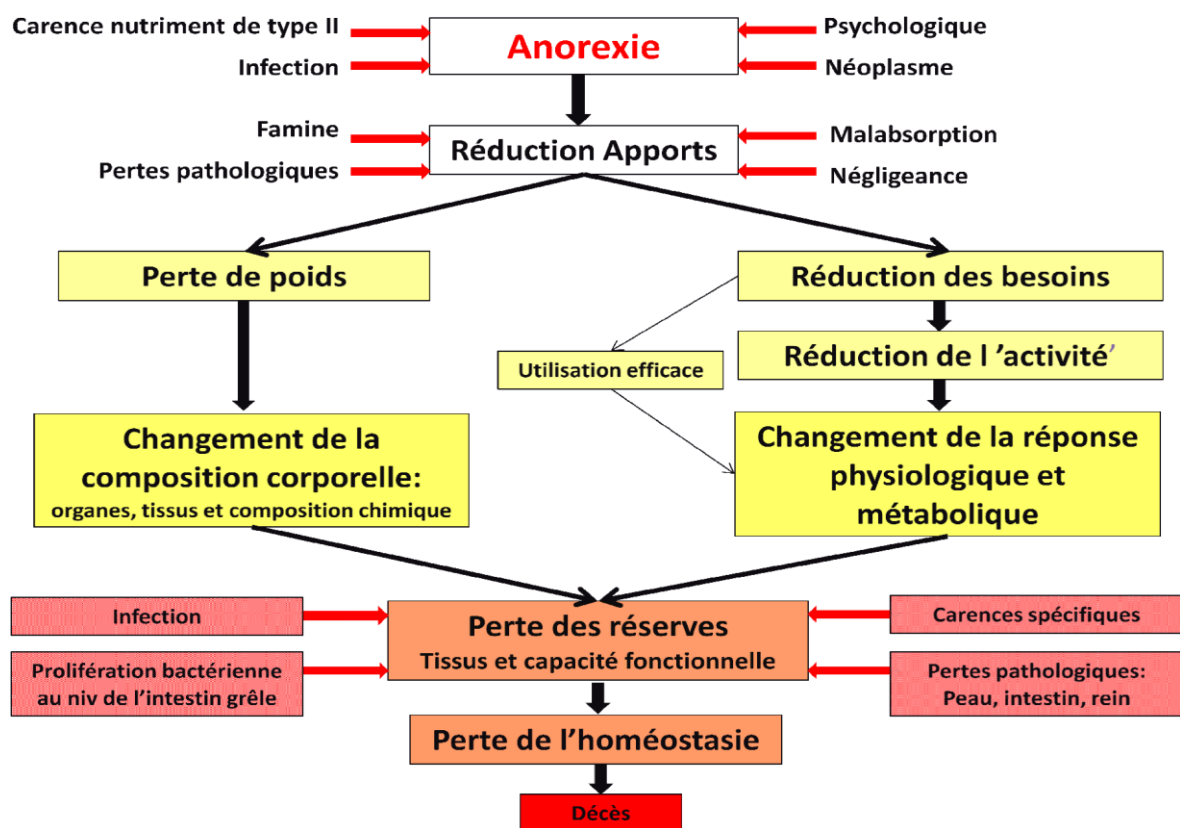 Carence nutriment de type II
Infection
Anorexie
Psychologique
Néoplasme
Famine
Pertes pathologiques
Réduction Apports
Malabsorption
Négligeance
Perte de poids
Réduction des besoins
Utilisation efficace
Réduction de l ’activité’
Changement de la
composition corporelle:
organes, tissus et composition chimique
Changement de la réponse
physiologique et
métabolique
Infection
Prolifération bactérienne
au niv de l’intestin grêle
Perte des réserves
Tissus et capacité fonctionnelle
Carences spécifiques
Pertes pathologiques:
Peau, intestin, rein
Perte de l’homéostasie
Décès